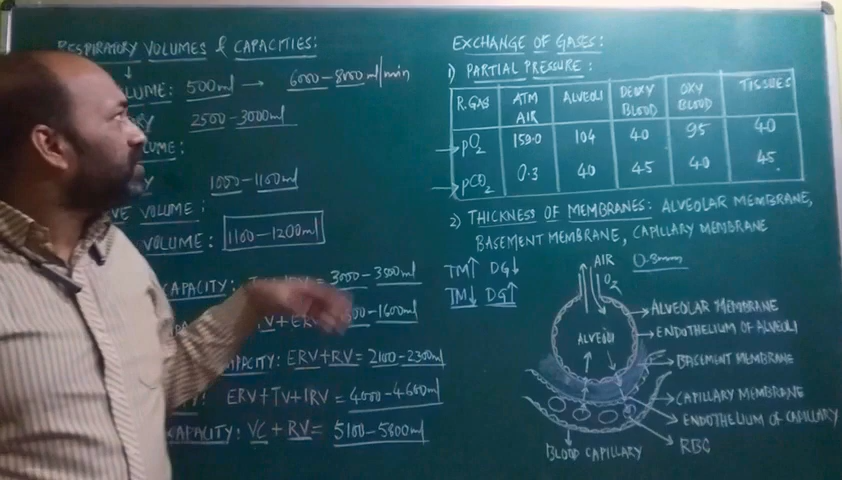 RESPIRATORY VOLUMES & CAPACITIES:
VOLUME: 500ml → 6000-8000ml/min
2500-3000ml
VOLUME:
1000-1100ml
VOLUME:
VOLUME: 1100-1200ml
CAPACITY: = 3000-3500ml
TV+ERV -1600ml
CAPACITY: ERV+RV = 2100-2300ml
ERV+TV+IRV = 4000-4600ml
CAPACITY: VC + RV = 5100-5800ml
EXCHANGE OF GASES:
1) PARTIAL PRESSURE:
R.GAS ATM AIR ALVEOLI DEOXY BLOOD OXY BLOOD TISSUES
→ pO2 159.0 104 40 95 40
→ pCO2 0.3 40 45 40 45
2) THICKNESS OF MEMBRANES: ALVEOLAR MEMBRANE,
BASEMENT MEMBRANE, CAPILLARY MEMBRANE
TM↑ DG↓
TM↓ DG↑
AIR
O2
ALVEOLI
ALVEOLAR MEMBRANE
ENDOTHELIUM OF ALVEOLI
BASEMENT MEMBRANE
CAPILLARY MEMBRANE
ENDOTHELIUM OF CAPILLARY
RBC
BLOOD CAPILLARY